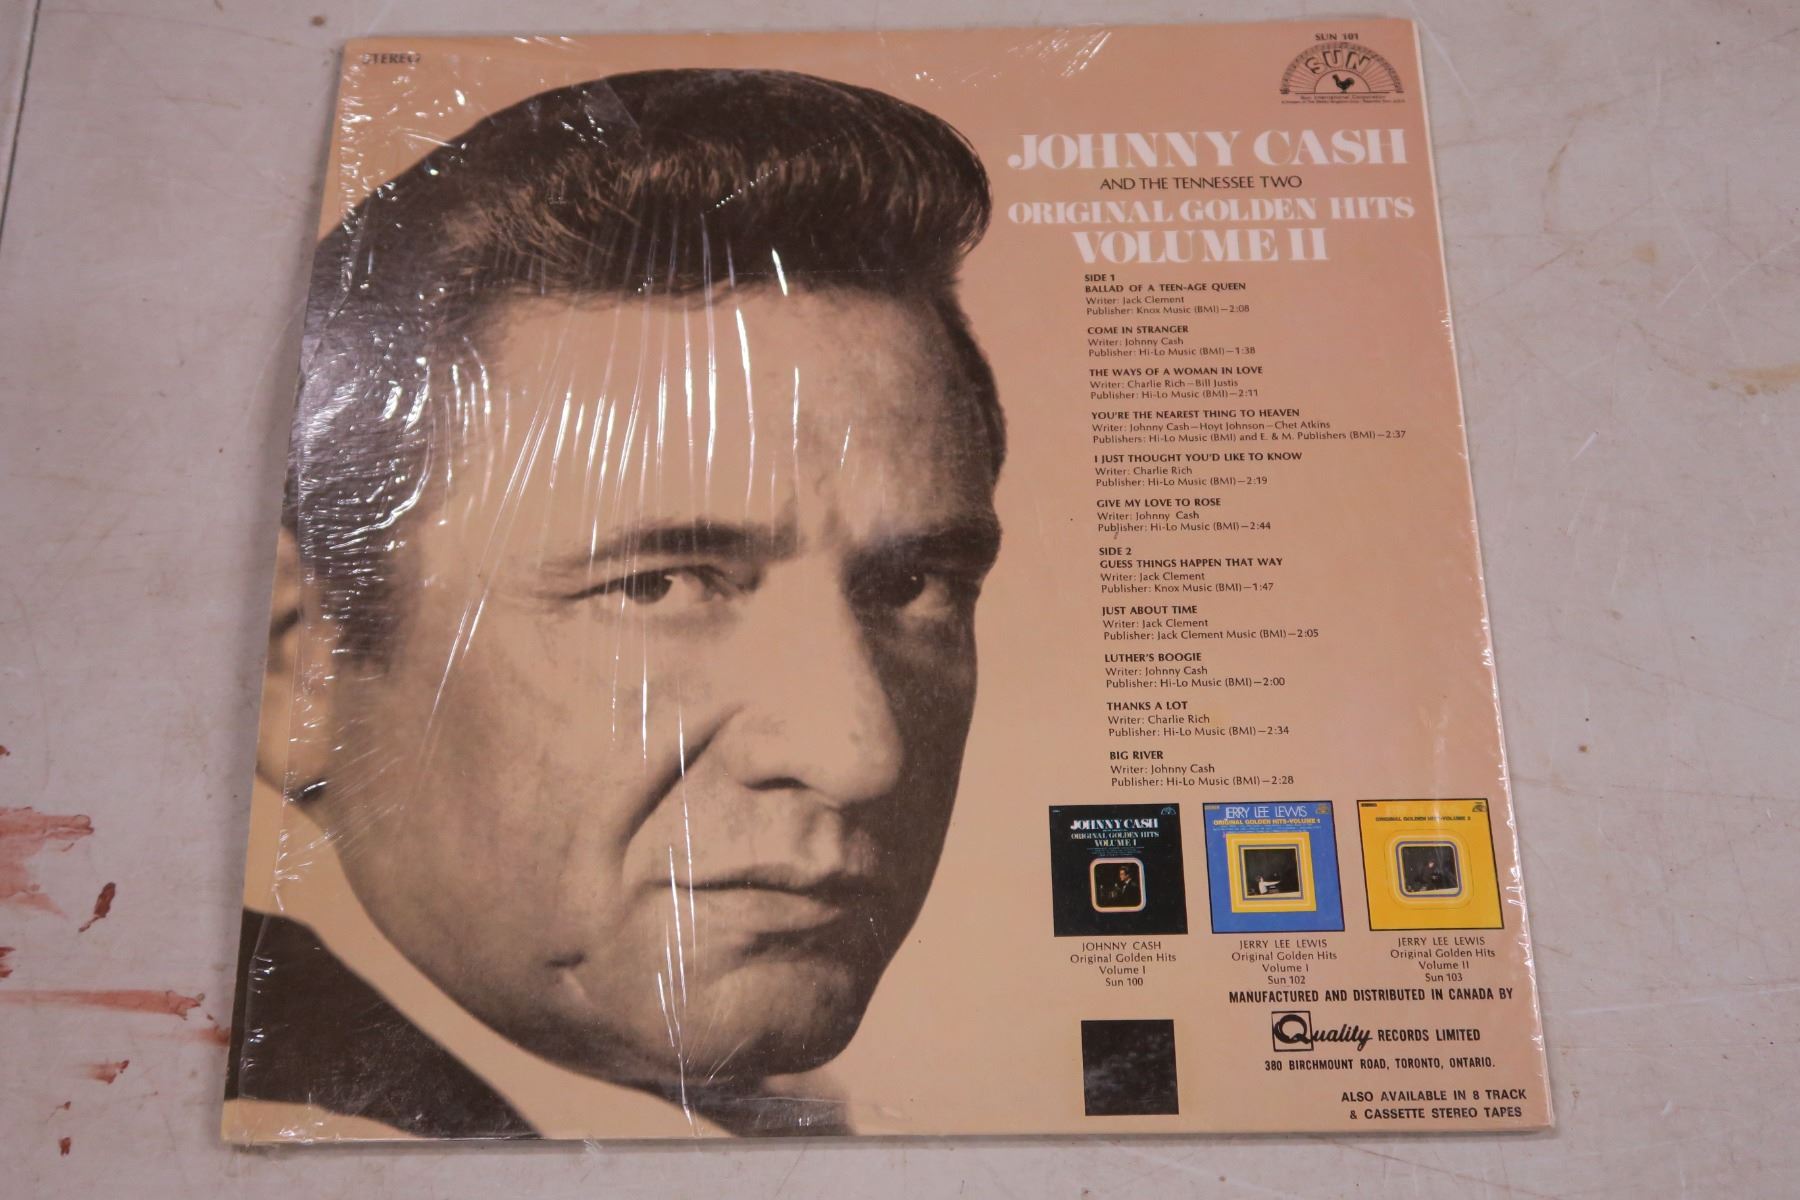 STEREO
SUN 101
SUN
JOHNNY CASH
AND THE TENNESSEE TWO
ORIGINAL GOLDEN HITS
VOLUME II
SIDE 1
BALLAD OF A TEEN-AGE QUEEN
Writer: Jack Clement
Publisher: Knox Music (BMI)—2:08
COME IN STRANGER
Writer: Johnny Cash
Publisher: Hi-Lo Music (BMI)—1:38
THE WAYS OF A WOMAN IN LOVE
Writer: Charlie Rich—Bill Justis
Publisher: Hi-Lo Music (BMI)—2:11
YOU'RE THE NEAREST THING TO HEAVEN
Writer: Johnny Cash—Hoyt Johnson—Chet Atkins
Publishers: Hi-Lo Music (BMI) and E. & M. Publishers (BMI)—2:37
I JUST THOUGHT YOU'D LIKE TO KNOW
Writer: Charlie Rich
Publisher: Hi-Lo Music (BMI)—2:19
GIVE MY LOVE TO ROSE
Writer: Johnny Cash
Publisher: Hi-Lo Music (BMI)—2:44
SIDE 2
GUESS THINGS HAPPEN THAT WAY
Writer: Jack Clement
Publisher: Knox Music (BMI)—1:47
JUST ABOUT TIME
Writer: Jack Clement
Publisher: Jack Clement Music (BMI)—2:05
LUTHER'S BOOGIE
Writer: Johnny Cash
Publisher: Hi-Lo Music (BMI)—2:00
THANKS A LOT
Writer: Charlie Rich
Publisher: Hi-Lo Music (BMI)—2:34
BIG RIVER
Writer: Johnny Cash
Publisher: Hi-Lo Music (BMI)—2:28
JOHNNY CASH
ORIGINAL GOLDEN HITS
VOLUME I
JERRY LEE LEWIS
ORIGINAL GOLDEN HITS-VOLUME 1
ORIGINAL GOLDEN HITS-VOLUME 2
JOHNNY CASH
Original Golden Hits
Volume I
Sun 100
JERRY LEE LEWIS
Original Golden Hits
Volume I
Sun 102
JERRY LEE LEWIS
Original Golden Hits
Volume II
Sun 103
MANUFACTURED AND DISTRIBUTED IN CANADA BY
Quality RECORDS LIMITED
380 BIRCHMOUNT ROAD, TORONTO, ONTARIO.
ALSO AVAILABLE IN 8 TRACK
& CASSETTE STEREO TAPES